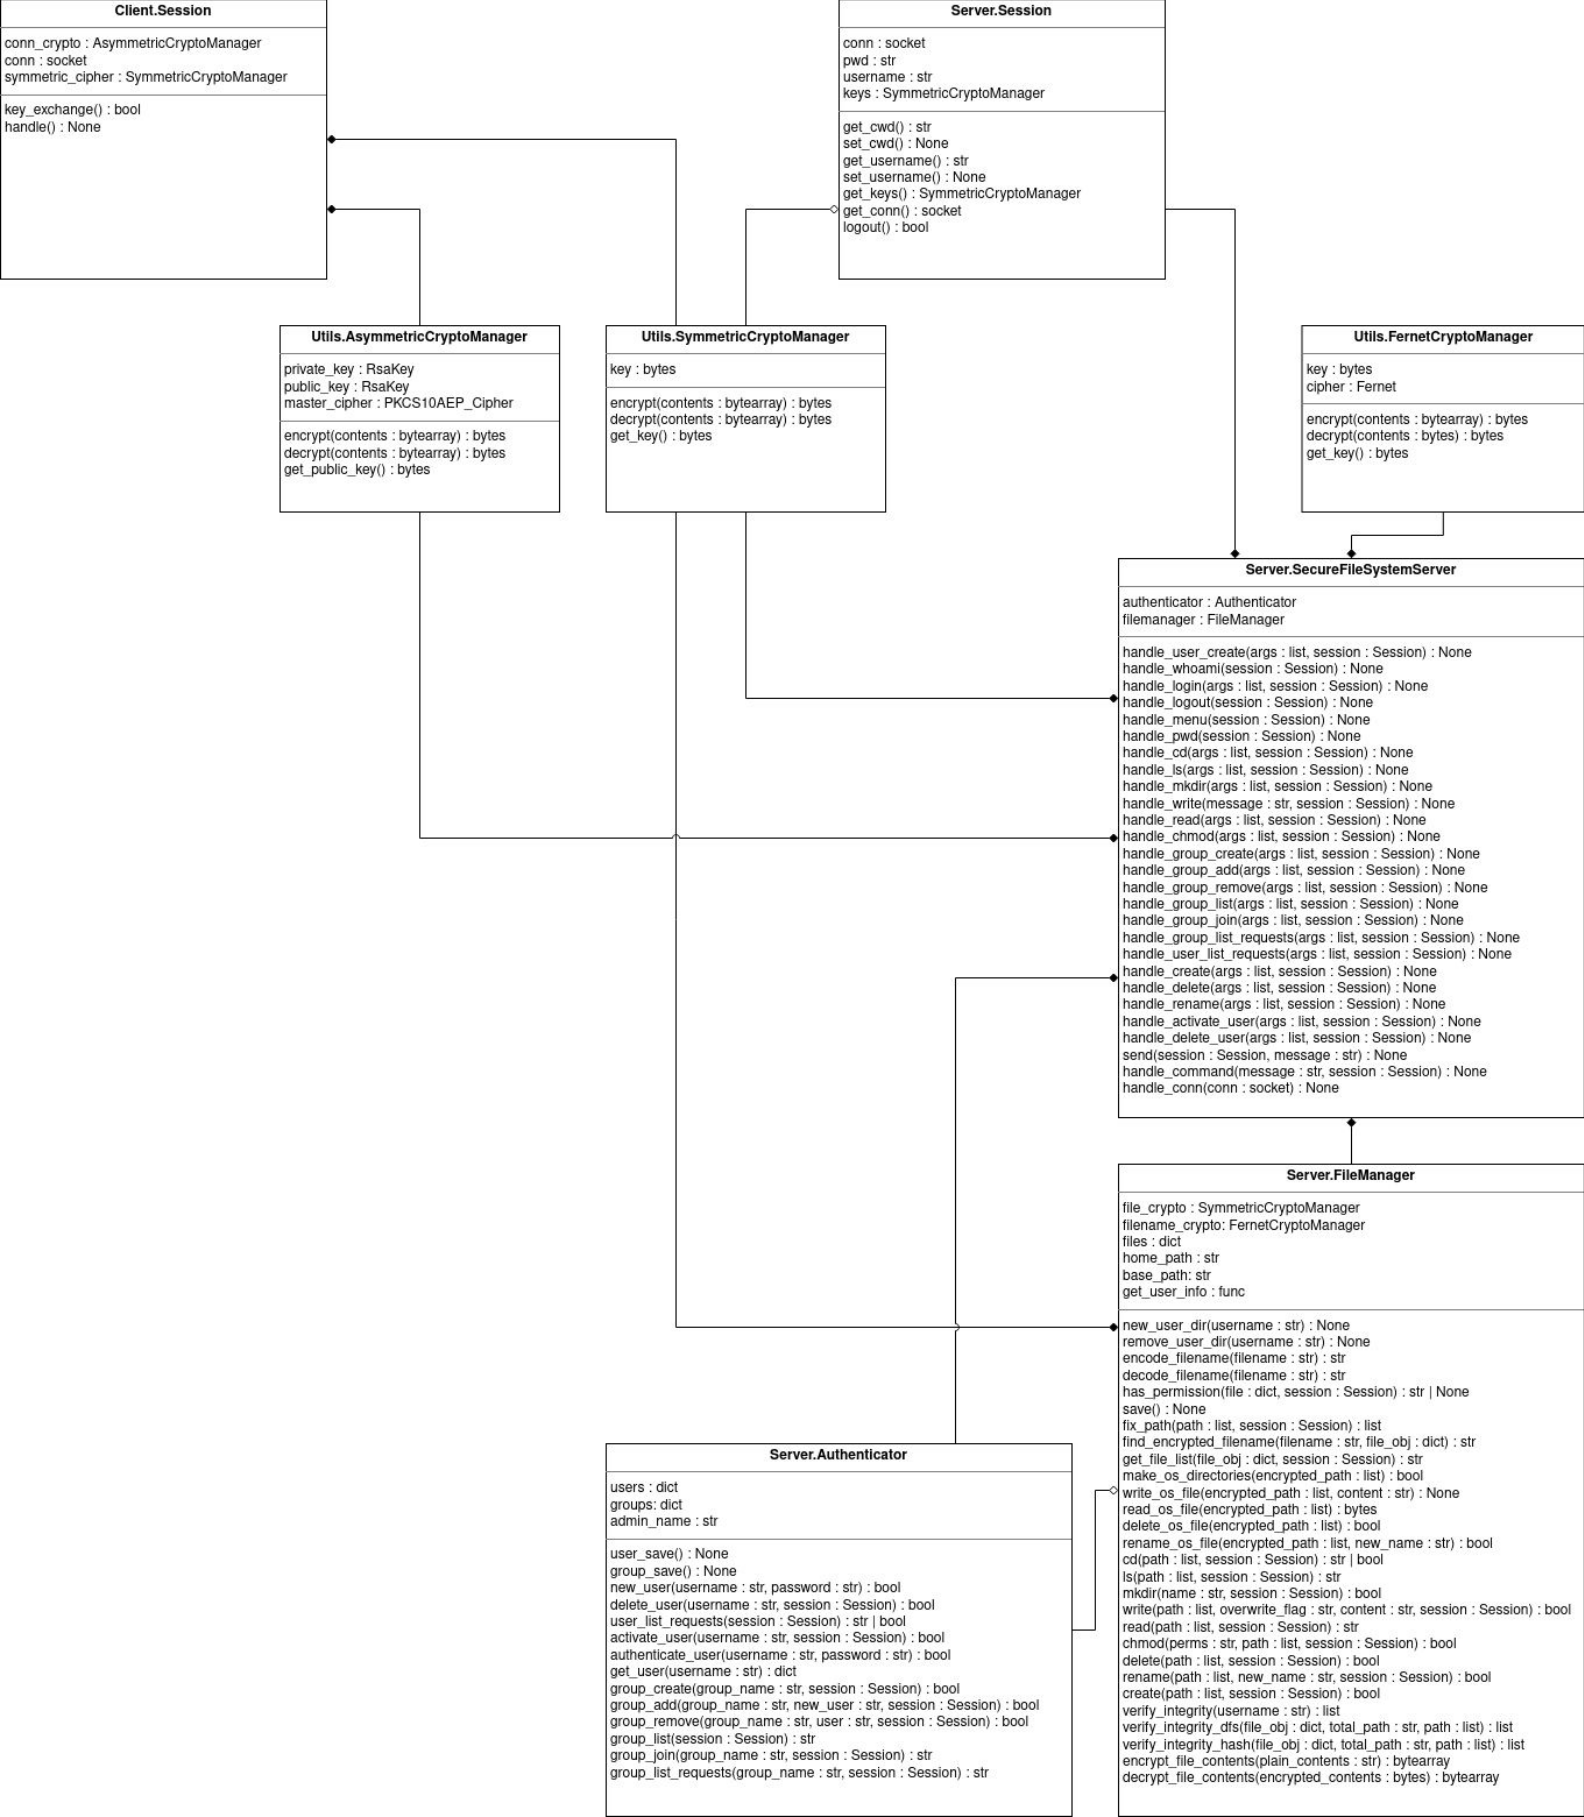 Client.Session
conn_crypto : AsymmetricCryptoManager
conn : socket
symmetric_cipher : SymmetricCryptoManager
key_exchange() : bool
handle() : None
Server.Session
conn : socket
pwd : str
username : str
keys : SymmetricCryptoManager
get_cwd() : str
set_cwd() : None
get_username() : str
set_username() : None
get_keys() : SymmetricCryptoManager
get_conn() : socket
logout() : bool
Utils.AsymmetricCryptoManager
private_key : RsaKey
public_key : RsaKey
master_cipher : PKCS10AEP_Cipher
encrypt(contents : bytearray) : bytes
decrypt(contents : bytearray) : bytes
get_public_key() : bytes
Utils.SymmetricCryptoManager
key : bytes
encrypt(contents : bytearray) : bytes
decrypt(contents : bytearray) : bytes
get_key() : bytes
Utils.FernetCryptoManager
key : bytes
cipher : Fernet
encrypt(contents : bytearray) : bytes
decrypt(contents : bytes) : bytes
get_key() : bytes
Server.SecureFileSystemServer
authenticator : Authenticator
filemanager : FileManager
handle_user_create(args : list, session : Session) : None
handle_whoami(session : Session) : None
handle_login(args : list, session : Session) : None
handle_logout(session : Session) : None
handle_menu(session : Session) : None
handle_pwd(session : Session) : None
handle_cd(args : list, session : Session) : None
handle_ls(args : list, session : Session) : None
handle_mkdir(args : list, session : Session) : None
handle_write(message : str, session : Session) : None
handle_read(args : list, session : Session) : None
handle_chmod(args : list, session : Session) : None
handle_group_create(args : list, session : Session) : None
handle_group_add(args : list, session : Session) : None
handle_group_remove(args : list, session : Session) : None
handle_group_list(args : list, session : Session) : None
handle_group_join(args : list, session : Session) : None
handle_group_list_requests(args : list, session : Session) : None
handle_user_list_requests(args : list, session : Session) : None
handle_create(args : list, session : Session) : None
handle_delete(args : list, session : Session) : None
handle_rename(args : list, session : Session) : None
handle_activate_user(args : list, session : Session) : None
handle_delete_user(args : list, session : Session) : None
send(session : Session, message : str) : None
handle_command(message : str, session : Session) : None
handle_conn(conn : socket) : None
Server.FileManager
file_crypto : SymmetricCryptoManager
filename_crypto: FernetCryptoManager
files : dict
home_path : str
base_path: str
get_user_info : func
new_user_dir(username : str) : None
remove_user_dir(username : str) : None
encode_filename(filename : str) : str
decode_filename(filename : str) : str
has_permission(file : dict, session : Session) : str | None
save() : None
fix_path(path : list, session : Session) : list
find_encrypted_filename(filename : str, file_obj : dict) : str
get_file_list(file_obj : dict, session : Session) : str
make_os_directories(encrypted_path : list) : bool
write_os_file(encrypted_path : list, content : str) : None
read_os_file(encrypted_path : list) : bytes
delete_os_file(encrypted_path : list) : bool
rename_os_file(encrypted_path : list, new_name : str) : bool
cd(path : list, session : Session) : str | bool
ls(path : list, session : Session) : str
mkdir(name : str, session : Session) : bool
write(path : list, overwrite_flag : str, content : str, session : Session) : bool
read(path : list, session : Session) : str
chmod(perms : str, path : list, session : Session) : bool
delete(path : list, session : Session) : bool
rename(path : list, new_name : str, session : Session) : bool
create(path : list, session : Session) : bool
verify_integrity(username : str) : list
verify_integrity_dfs(file_obj : dict, total_path : str, path : list) : list
verify_integrity_hash(file_obj : dict, total_path : str, path : list) : list
encrypt_file_contents(plain_contents : str) : bytearray
decrypt_file_contents(encrypted_contents : bytes) : bytearray
Server.Authenticator
users : dict
groups: dict
admin_name : str
user_save() : None
group_save() : None
new_user(username : str, password : str) : bool
delete_user(username : str, session : Session) : bool
user_list_requests(session : Session) : str | bool
activate_user(username : str, session : Session) : bool
authenticate_user(username : str, password : str) : bool
get_user(username : str) : dict
group_create(group_name : str, session : Session) : bool
group_add(group_name : str, new_user : str, session : Session) : bool
group_remove(group_name : str, user : str, session : Session) : bool
group_list(session : Session) : str
group_join(group_name : str, session : Session) : str
group_list_requests(group_name : str, session : Session) : str